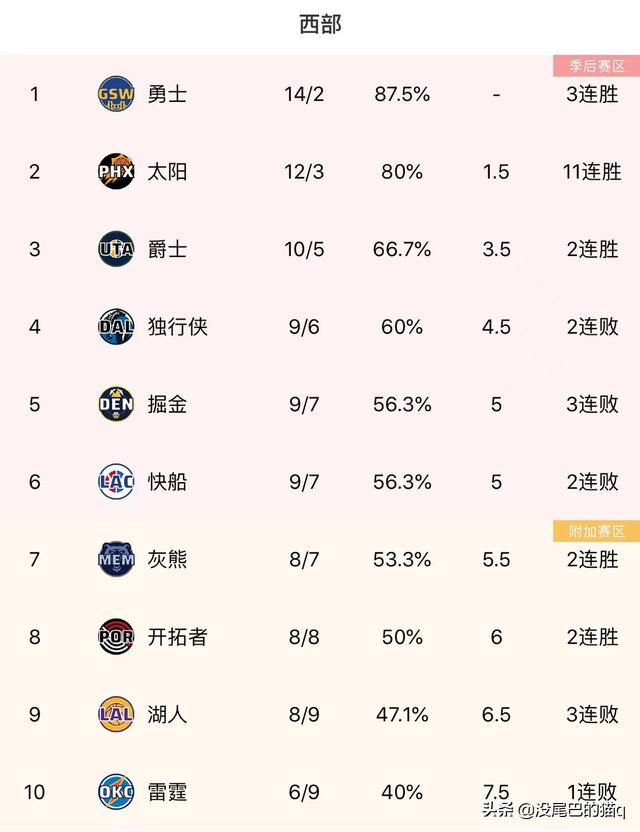 西部
季后赛区
1 GSW 勇士 14/2 87.5% - 3连胜
2 PHX 太阳 12/3 80% 1.5 11连胜
3 UTA 爵士 10/5 66.7% 3.5 2连胜
4 DAL 独行侠 9/6 60% 4.5 2连败
5 DEN 掘金 9/7 56.3% 5 3连败
6 LAC 快船 9/7 56.3% 5 2连败
附加赛区
7 MEM 灰熊 8/7 53.3% 5.5 2连胜
8 POR 开拓者 8/8 50% 6 2连胜
9 LAL 湖人 8/9 47.1% 6.5 3连败
10 OKC 雷霆 6/9 40% 7.5 1连败
头条 @没尾巴的猫q